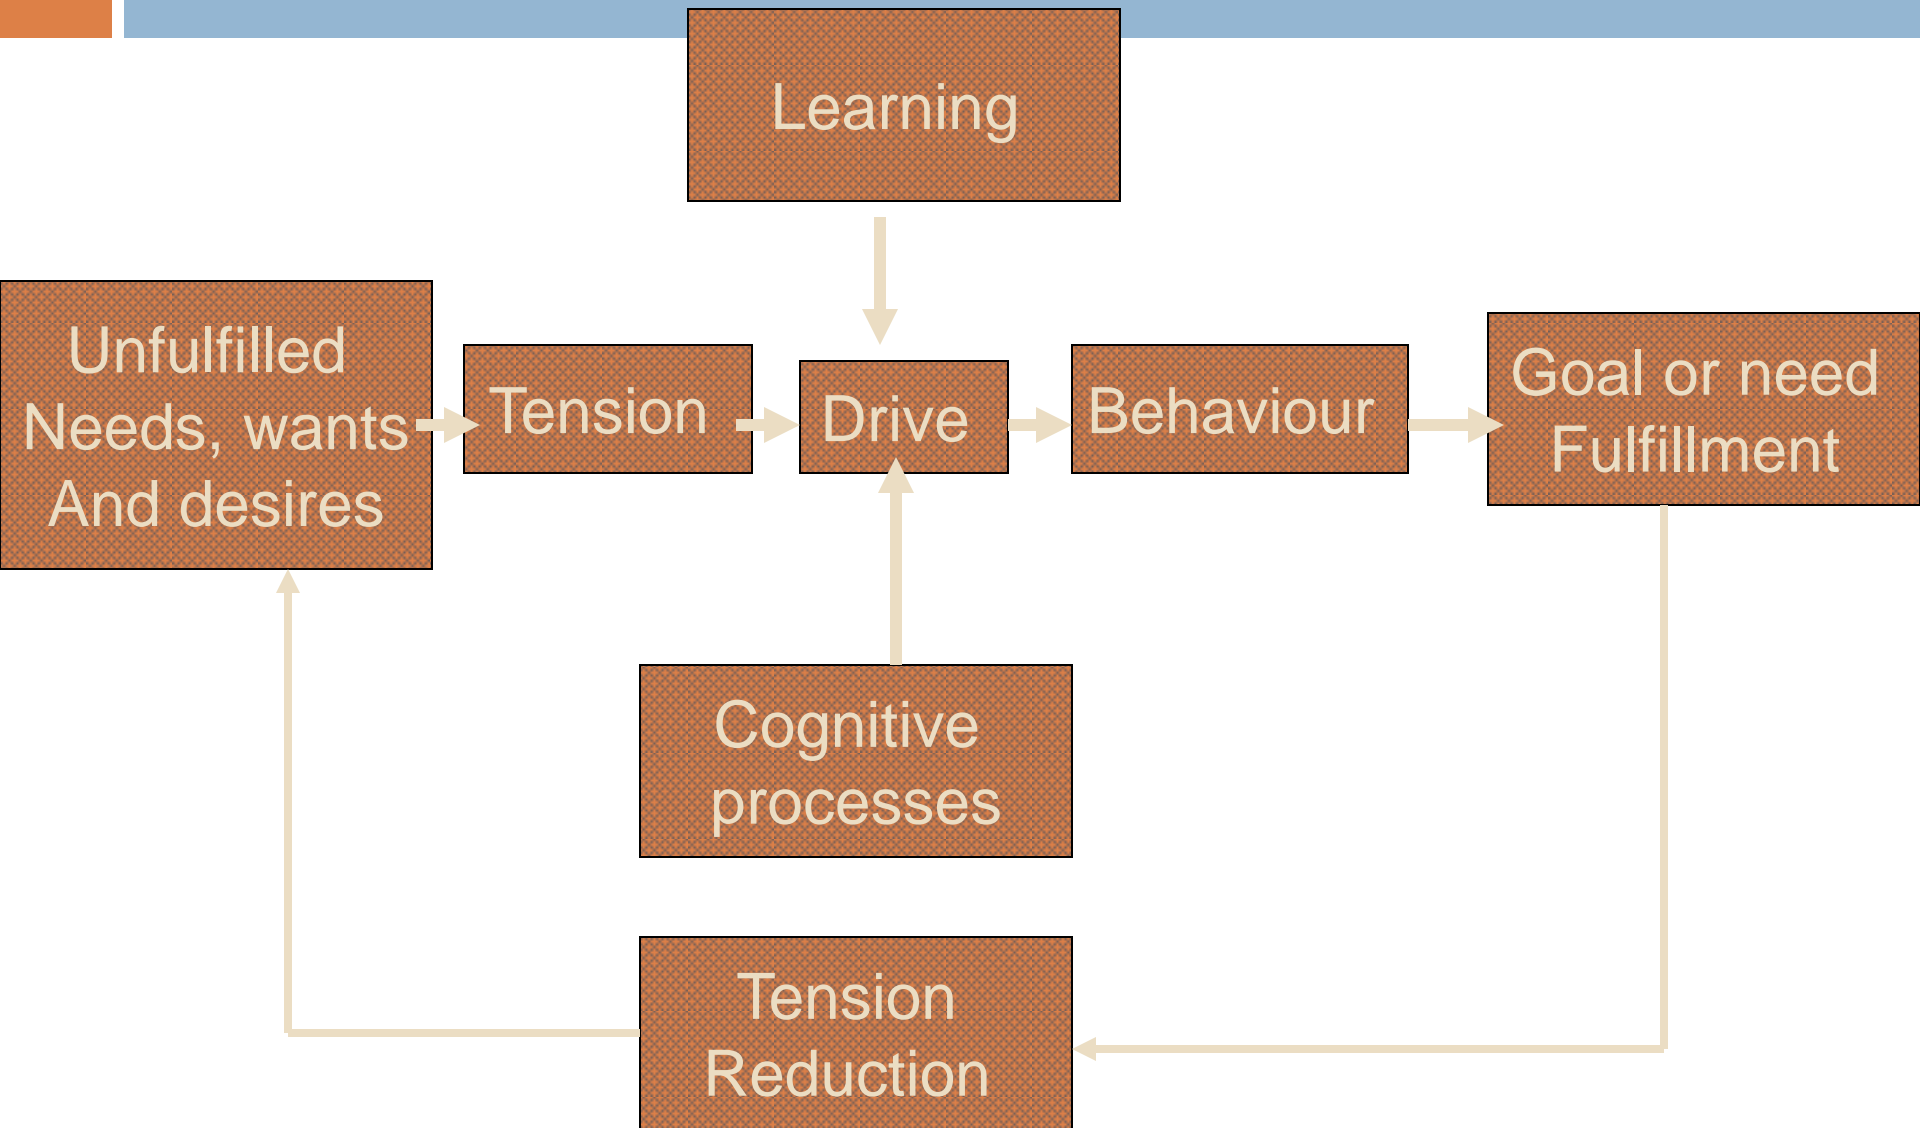 Learning
Unfulfilled
Needs, wants
And desires
Tension
Drive
Behaviour
Goal or need
Fulfillment
Cognitive
processes
Tension
Reduction